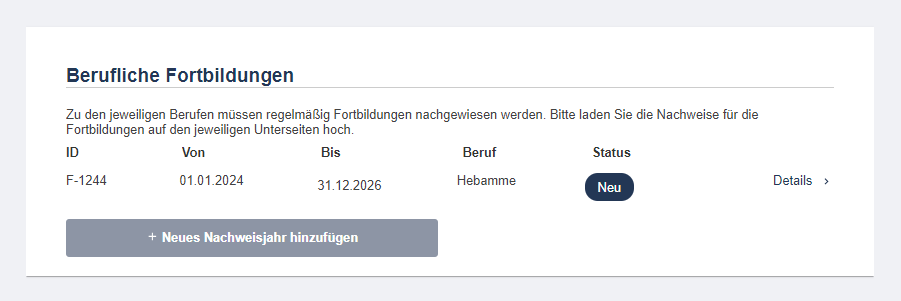 Berufliche Fortbildungen
Zu den jeweiligen Berufen müssen regelmäßig Fortbildungen nachgewiesen werden. Bitte laden Sie die Nachweise für die
Fortbildungen auf den jeweiligen Unterseiten hoch.
ID Von Bis Beruf Status
F-1244 01.01.2024 31.12.2026 Hebamme Neu Details ›
+ Neues Nachweisjahr hinzufügen